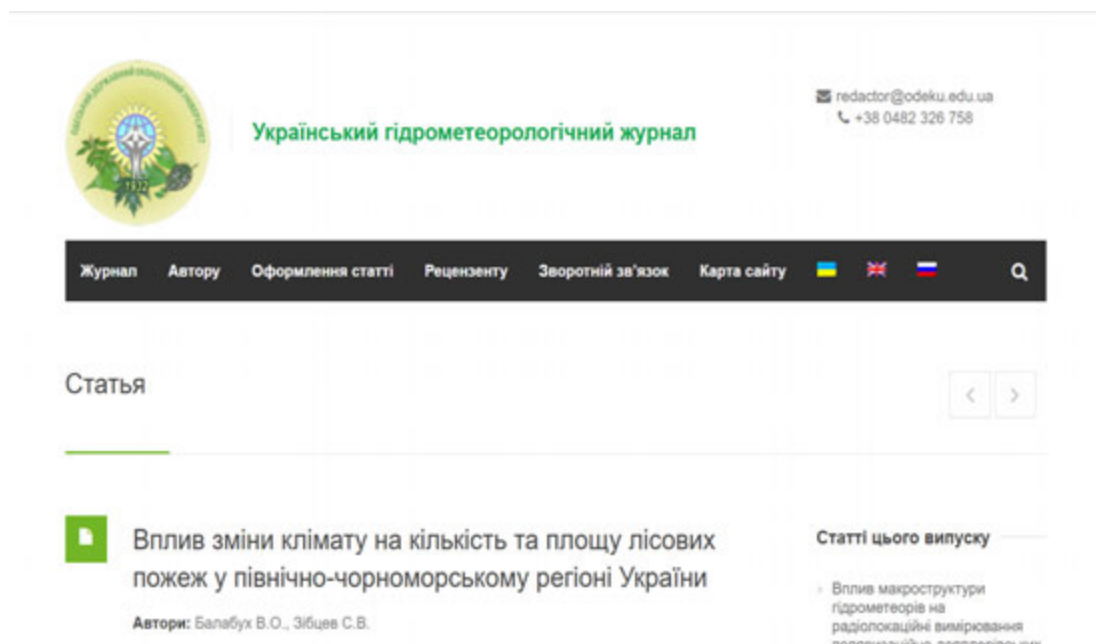 redactor@odeku.edu.ua
+38 0482 326 758
Український гідрометеорологічний журнал
1932
Журнал Автору Оформлення статті Рецензенту Зворотній зв'язок Карта сайту
Статья
Вплив зміни клімату на кількість та площу лісових
пожеж у північно-чорноморському регіоні України
Автори: Балабух В.О., Зібцев С.В.
Статті цього випуску
Вплив макроструктури
гідрометеорів на
радіолокаційні вимірювання